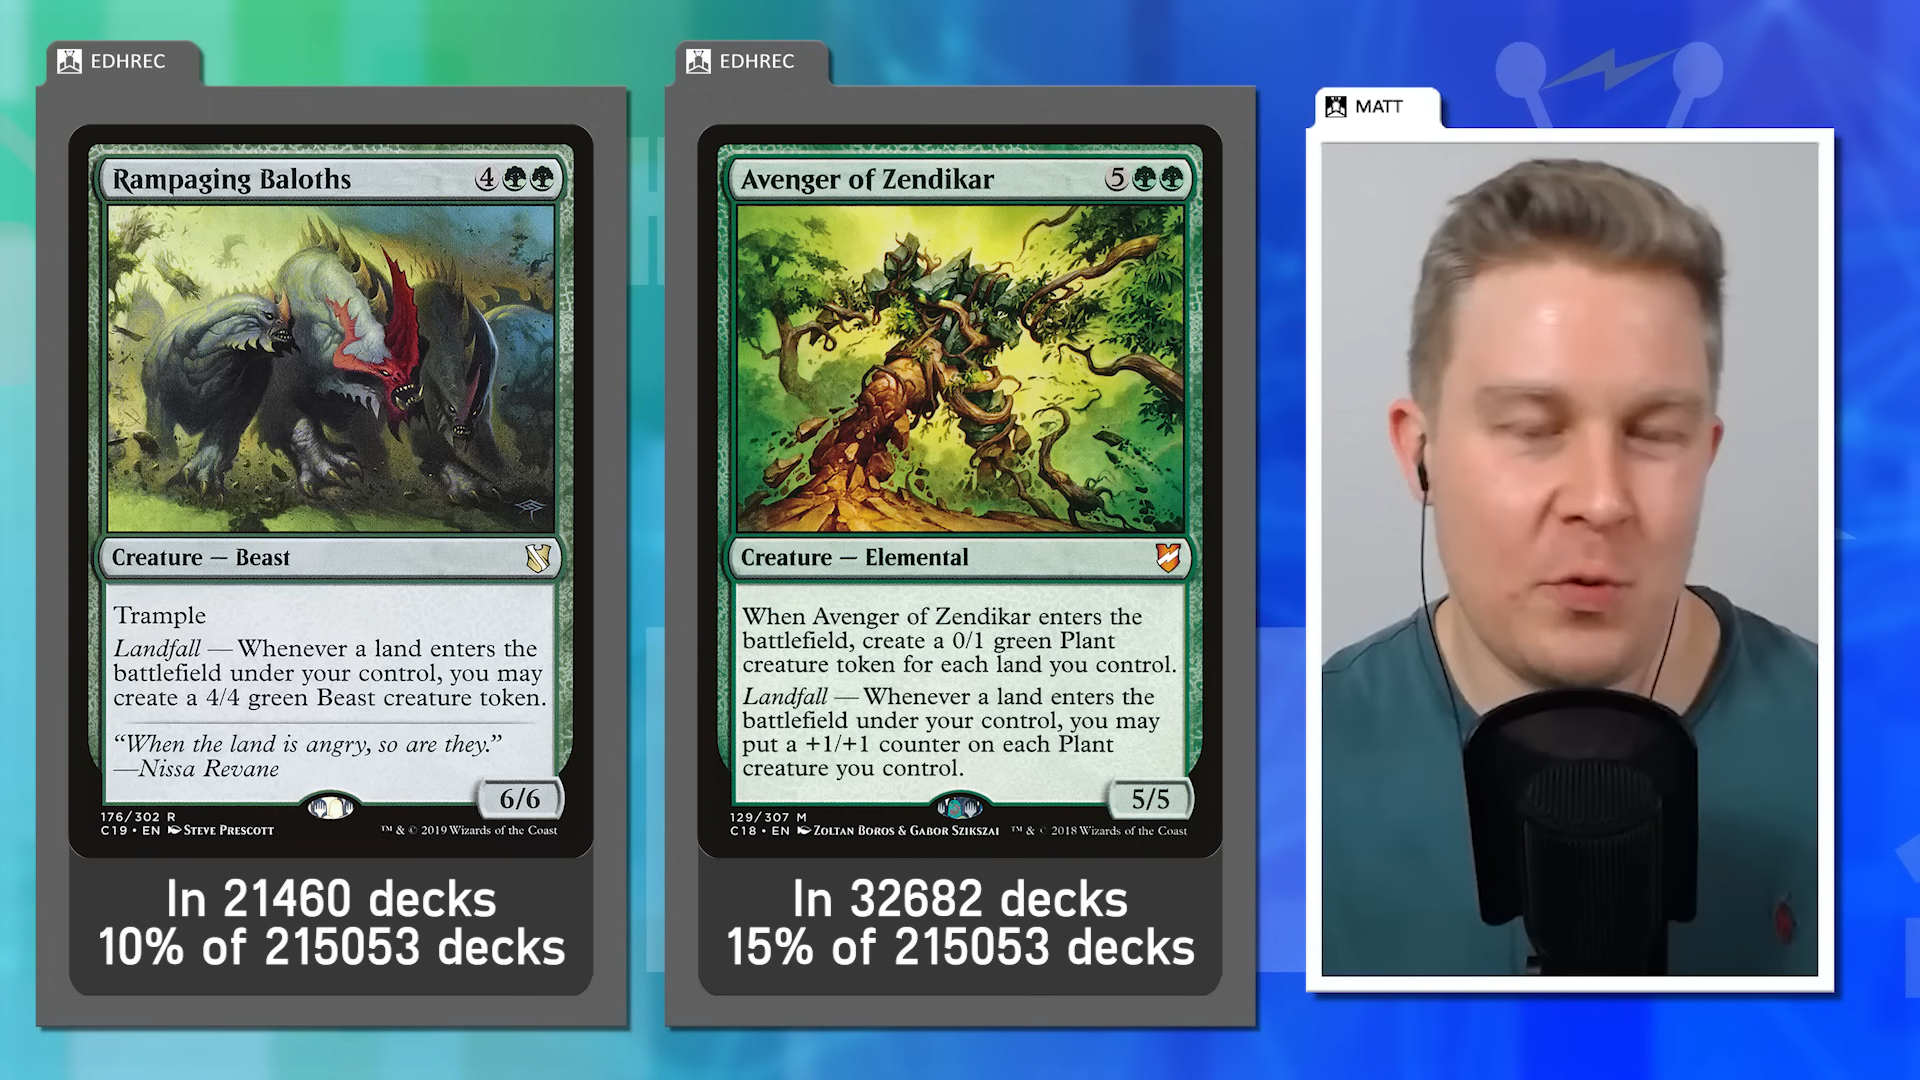 EDHREC
Rampaging Baloths 4
Creature — Beast
Trample
Landfall — Whenever a land enters the
battlefield under your control, you may
create a 4/4 green Beast creature token.
“When the land is angry, so are they.”
—Nissa Revane
6/6
176/302 R
C19 • EN Steve Prescott ™ & © 2019 Wizards of the Coast
In 21460 decks
10% of 215053 decks
EDHREC
Avenger of Zendikar 5
Creature — Elemental
When Avenger of Zendikar enters the
battlefield, create a 0/1 green Plant
creature token for each land you control.
Landfall — Whenever a land enters the
battlefield under your control, you may
put a +1/+1 counter on each Plant
creature you control.
5/5
129/307 M
C18 • EN Zoltan Boros & Gabor Szikszai ™ & © 2018 Wizards of the Coast
In 32682 decks
15% of 215053 decks
MATT